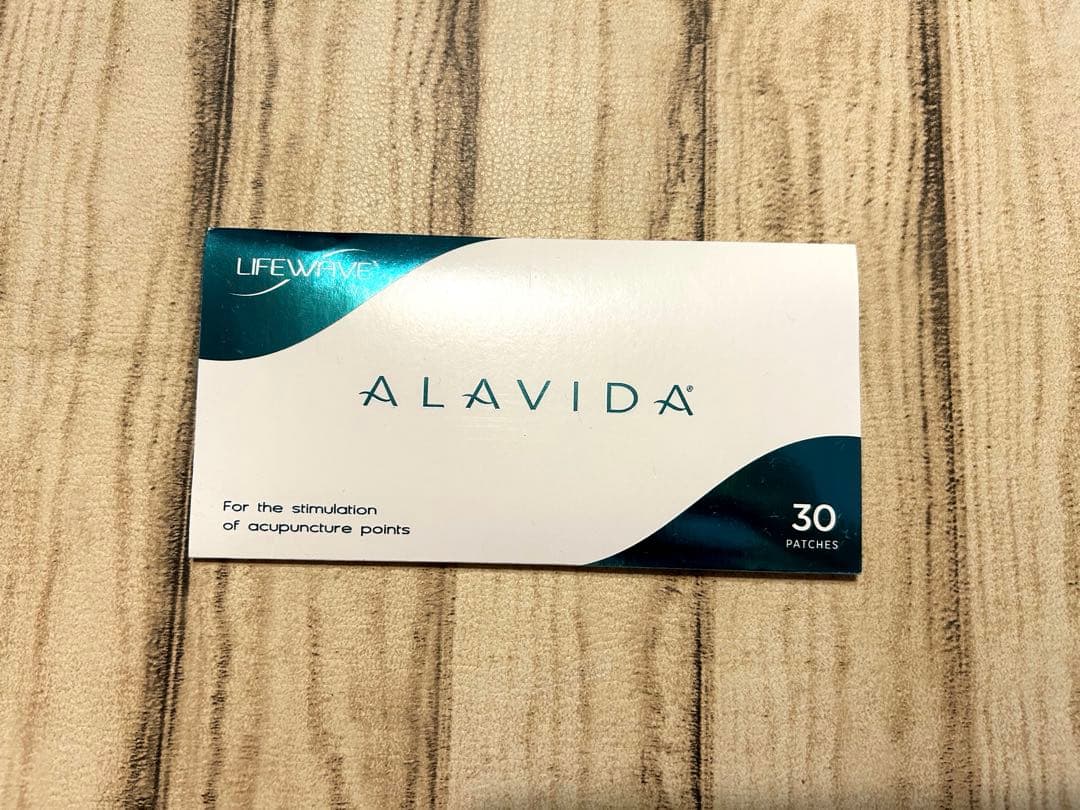 LIFEWAVE
ALAVIDA®
For the stimulation
of acupuncture points
30
PATCHES